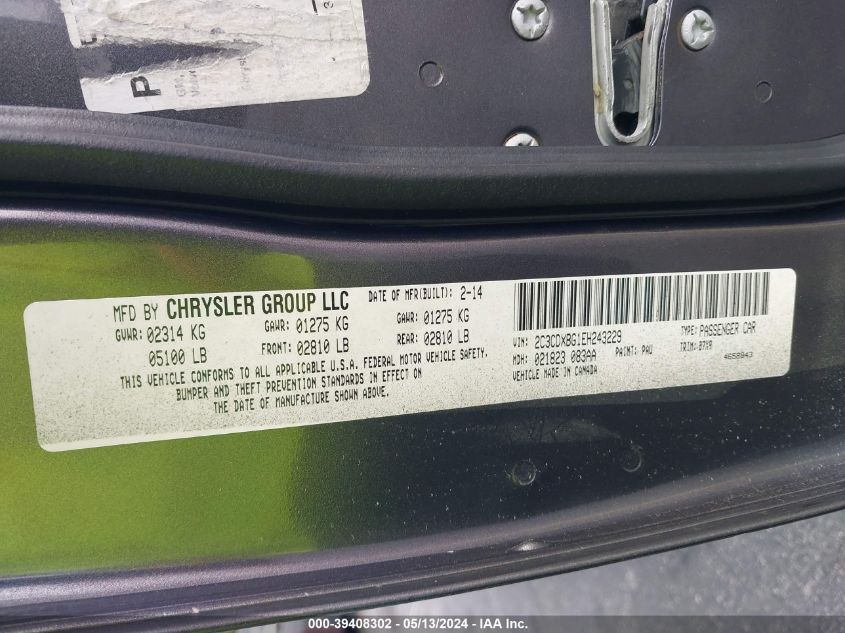 P
MFD BY CHRYSLER GROUP LLC DATE OF MFR(BUILT): 2-14
GVWR: 02314 KG GAWR: 01275 KG GAWR: 01275 KG
05100 LB FRONT: 02810 LB REAR: 02810 LB
THIS VEHICLE CONFORMS TO ALL APPLICABLE U.S.A. FEDERAL MOTOR VEHICLE SAFETY,
BUMPER AND THEFT PREVENTION STANDARDS IN EFFECT ON
THE DATE OF MANUFACTURE SHOWN ABOVE.
VIN: 2C3CDXBG1EH243229 TYPE: PASSENGER CAR
MDH: 021823 083AA PAINT: PAU TRIM:
VEHICLE MADE IN CANADA 4658943
000-39408302 - 05/13/2024 - IAA Inc.